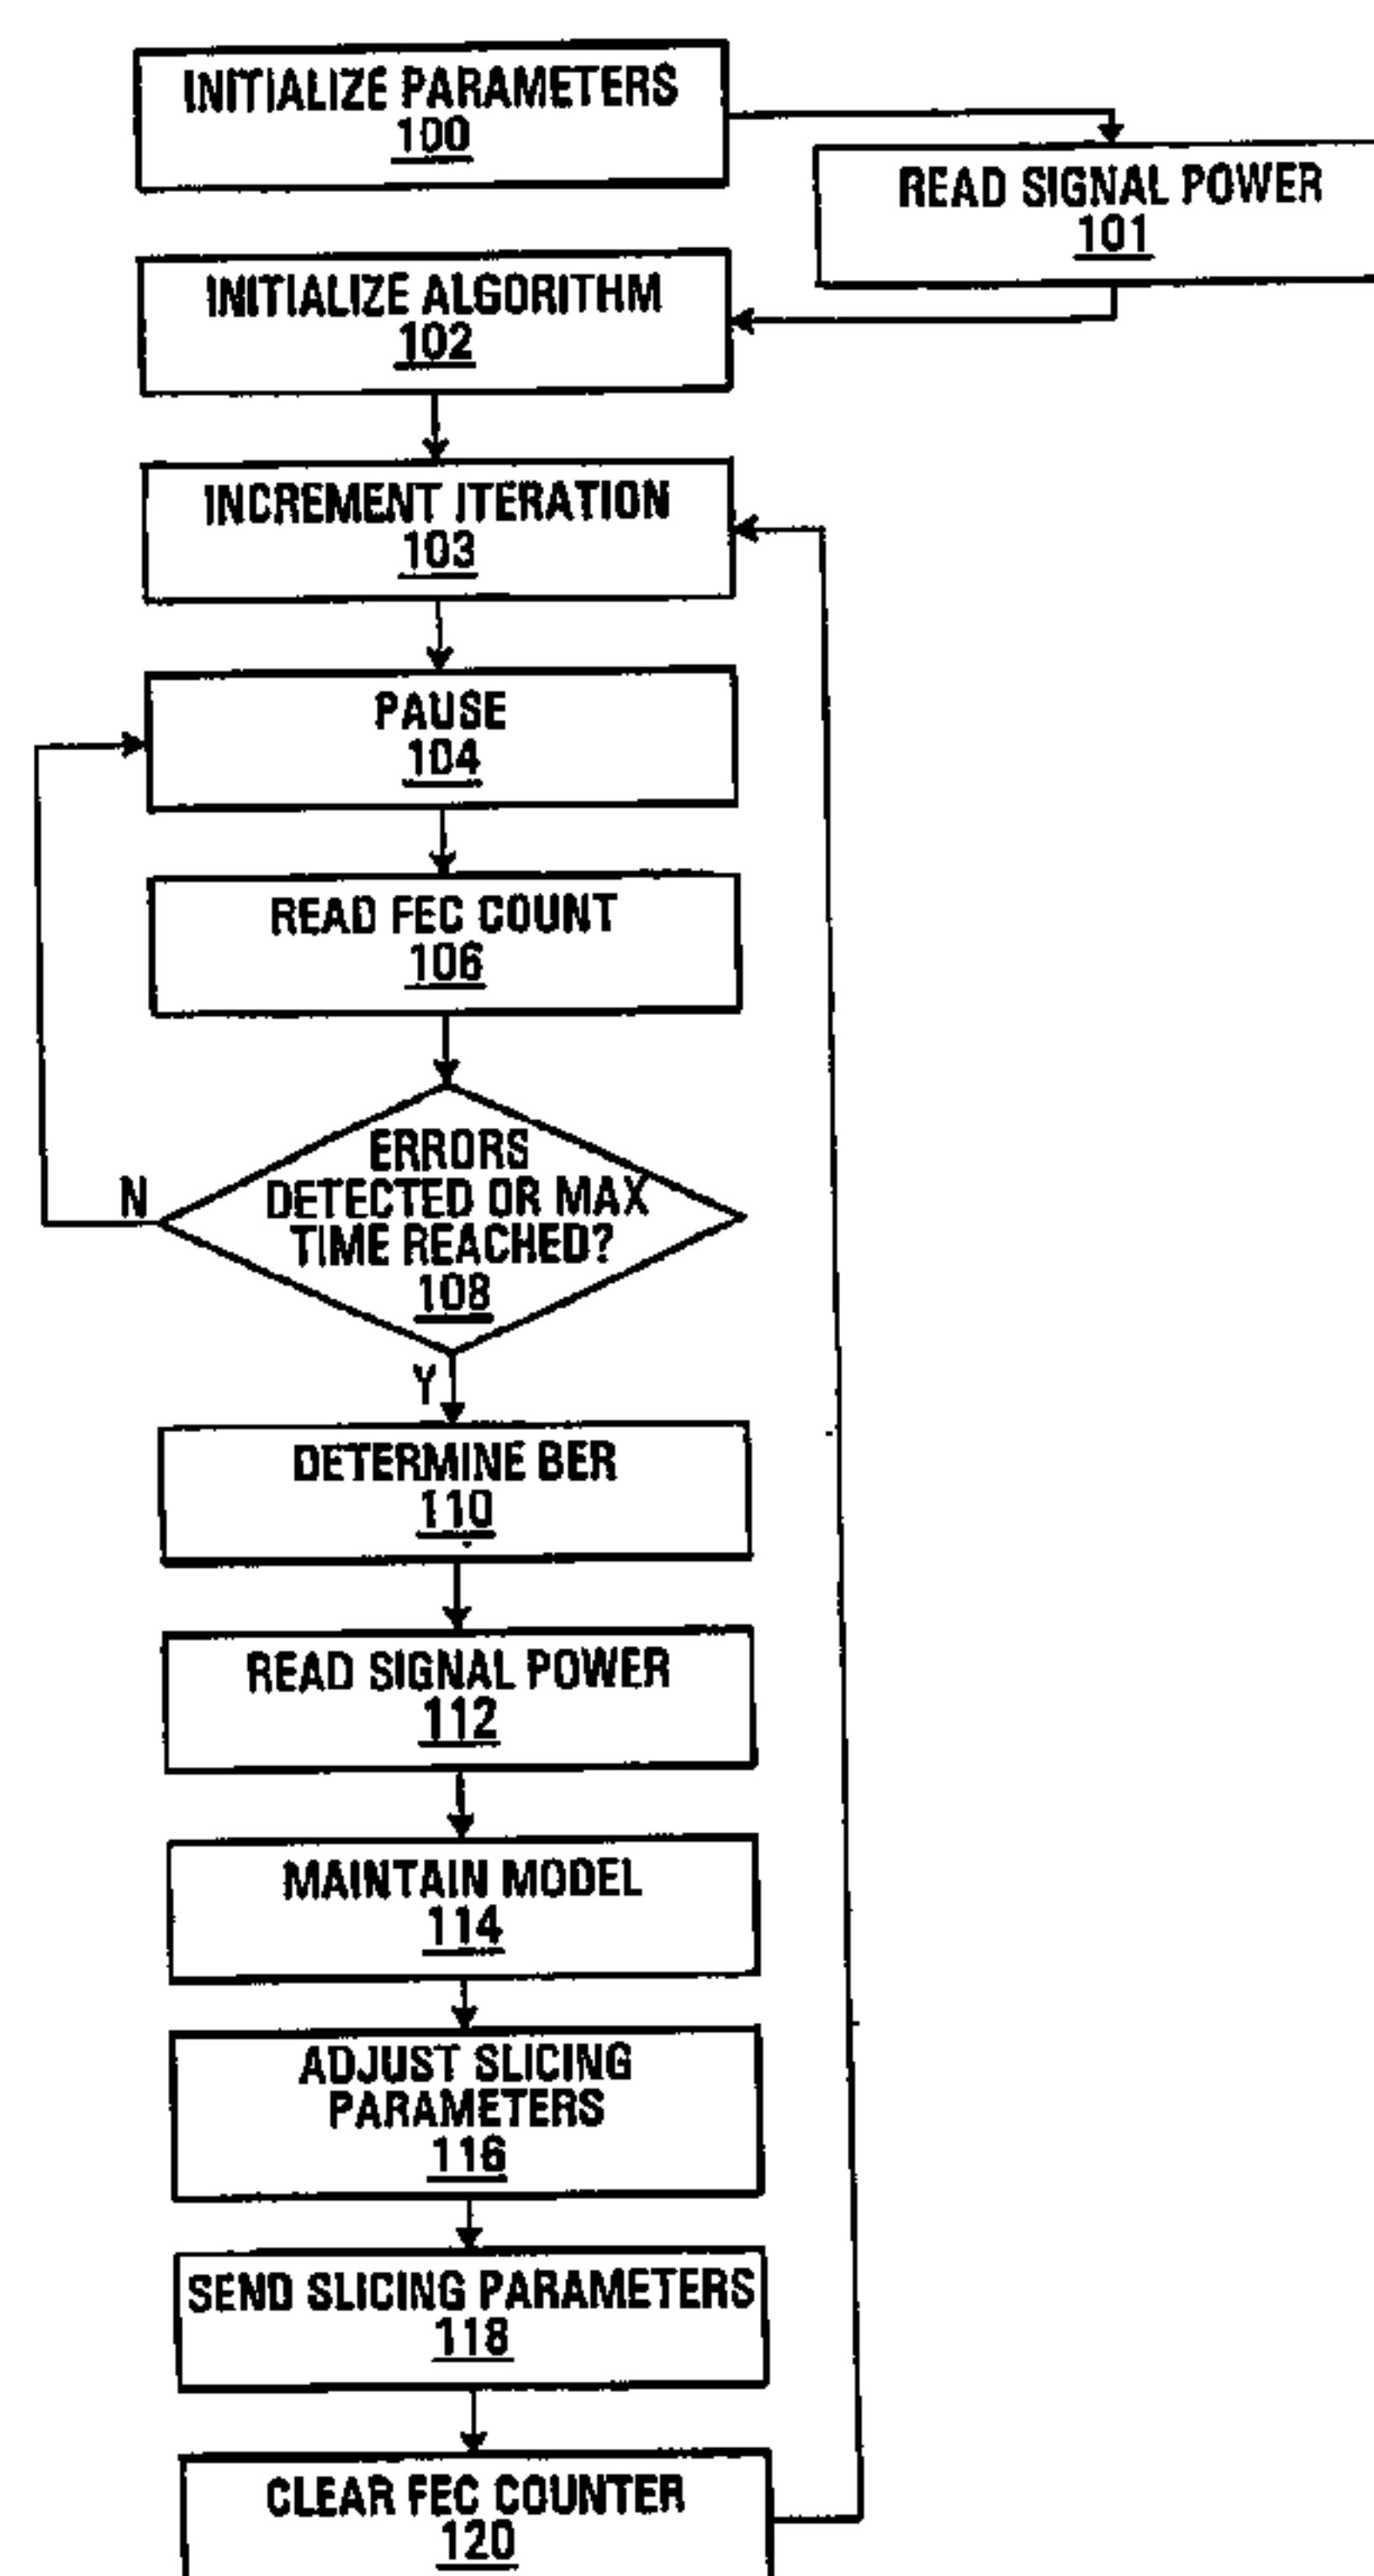 INITIALIZE PARAMETERS
100
READ SIGNAL POWER
101
INITIALIZE ALGORITHM
102
INCREMENT ITERATION
103
PAUSE
104
READ FEC COUNT
106
ERRORS
DETECTED OR MAX
TIME REACHED?
108
N
Y
DETERMINE BER
110
READ SIGNAL POWER
112
MAINTAIN MODEL
114
ADJUST SLICING
PARAMETERS
116
SEND SLICING PARAMETERS
118
CLEAR FEC COUNTER
120